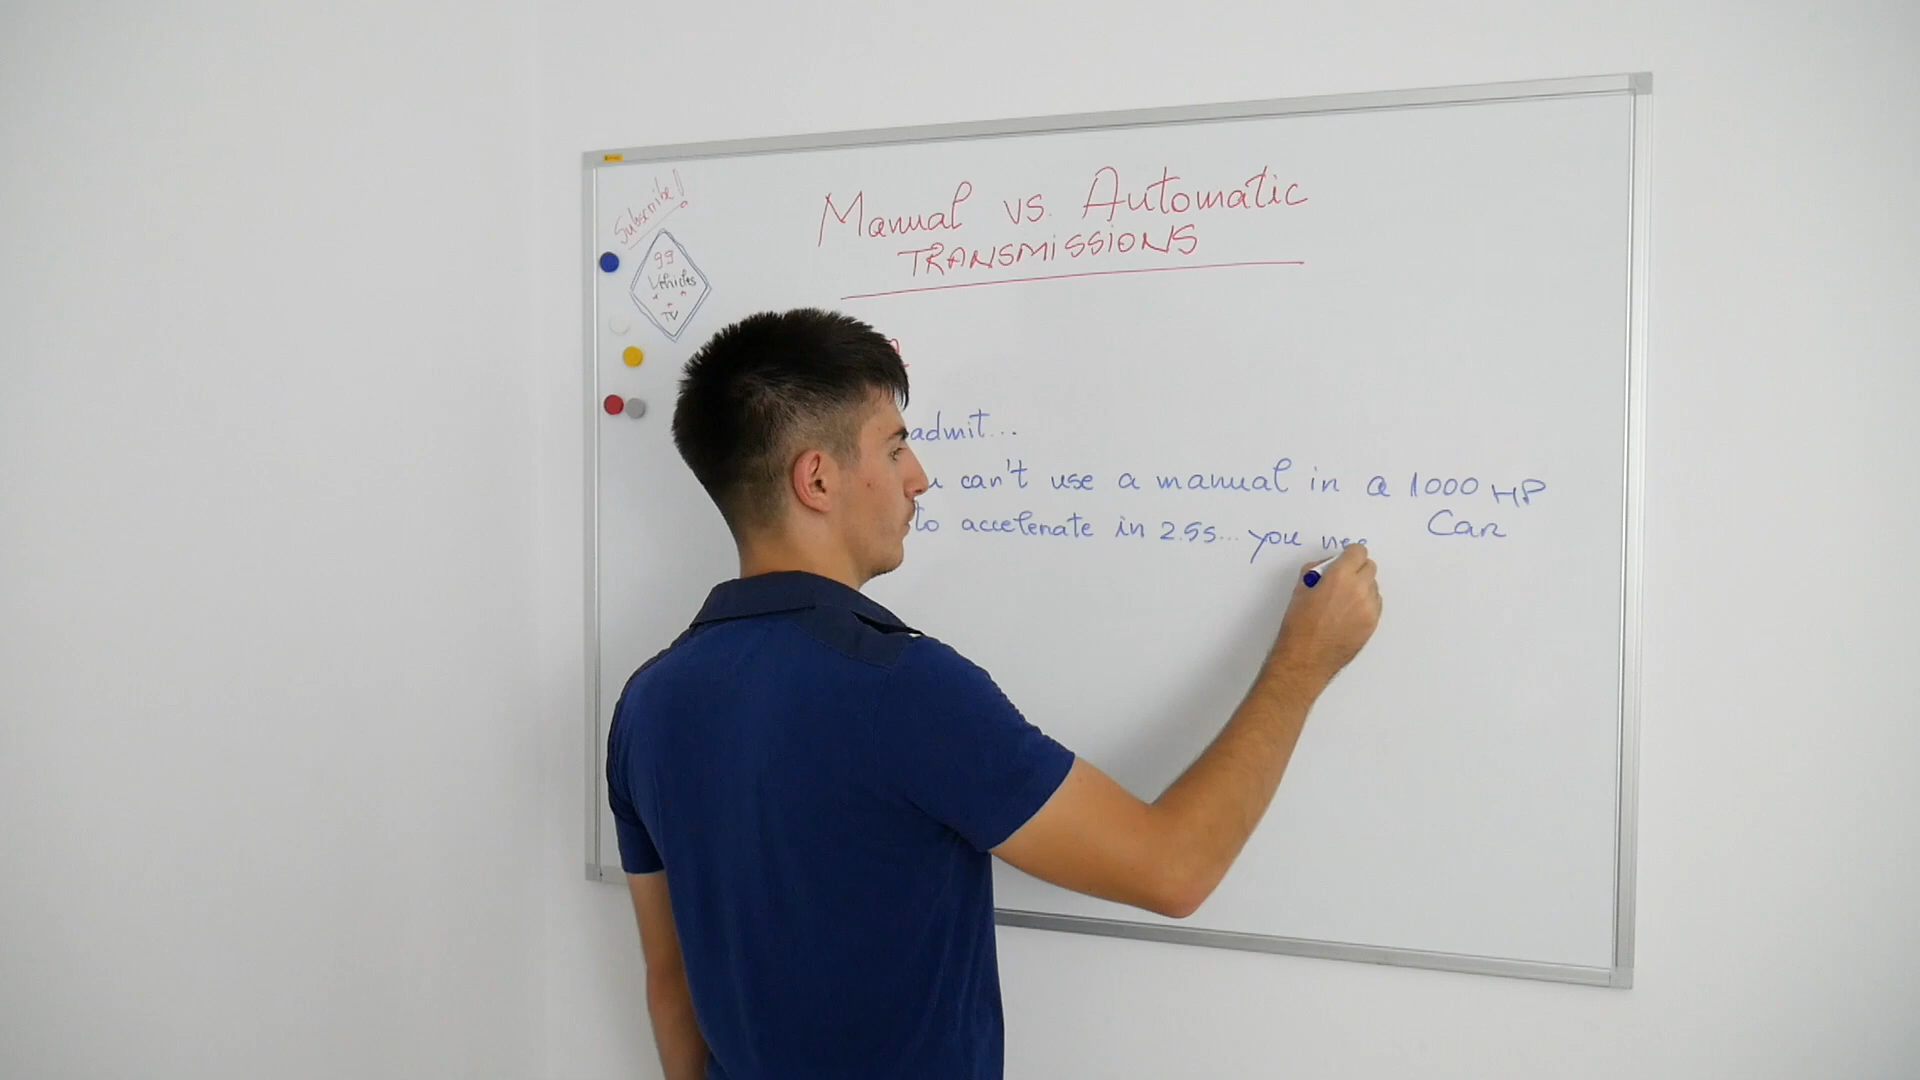 Subscribe!
99
Vehicles
TV
Manual vs. Automatic
TRANSMISSIONS
admit...
can't use a manual in a 1000 HP
Car
to accelerate in 2.5s... you